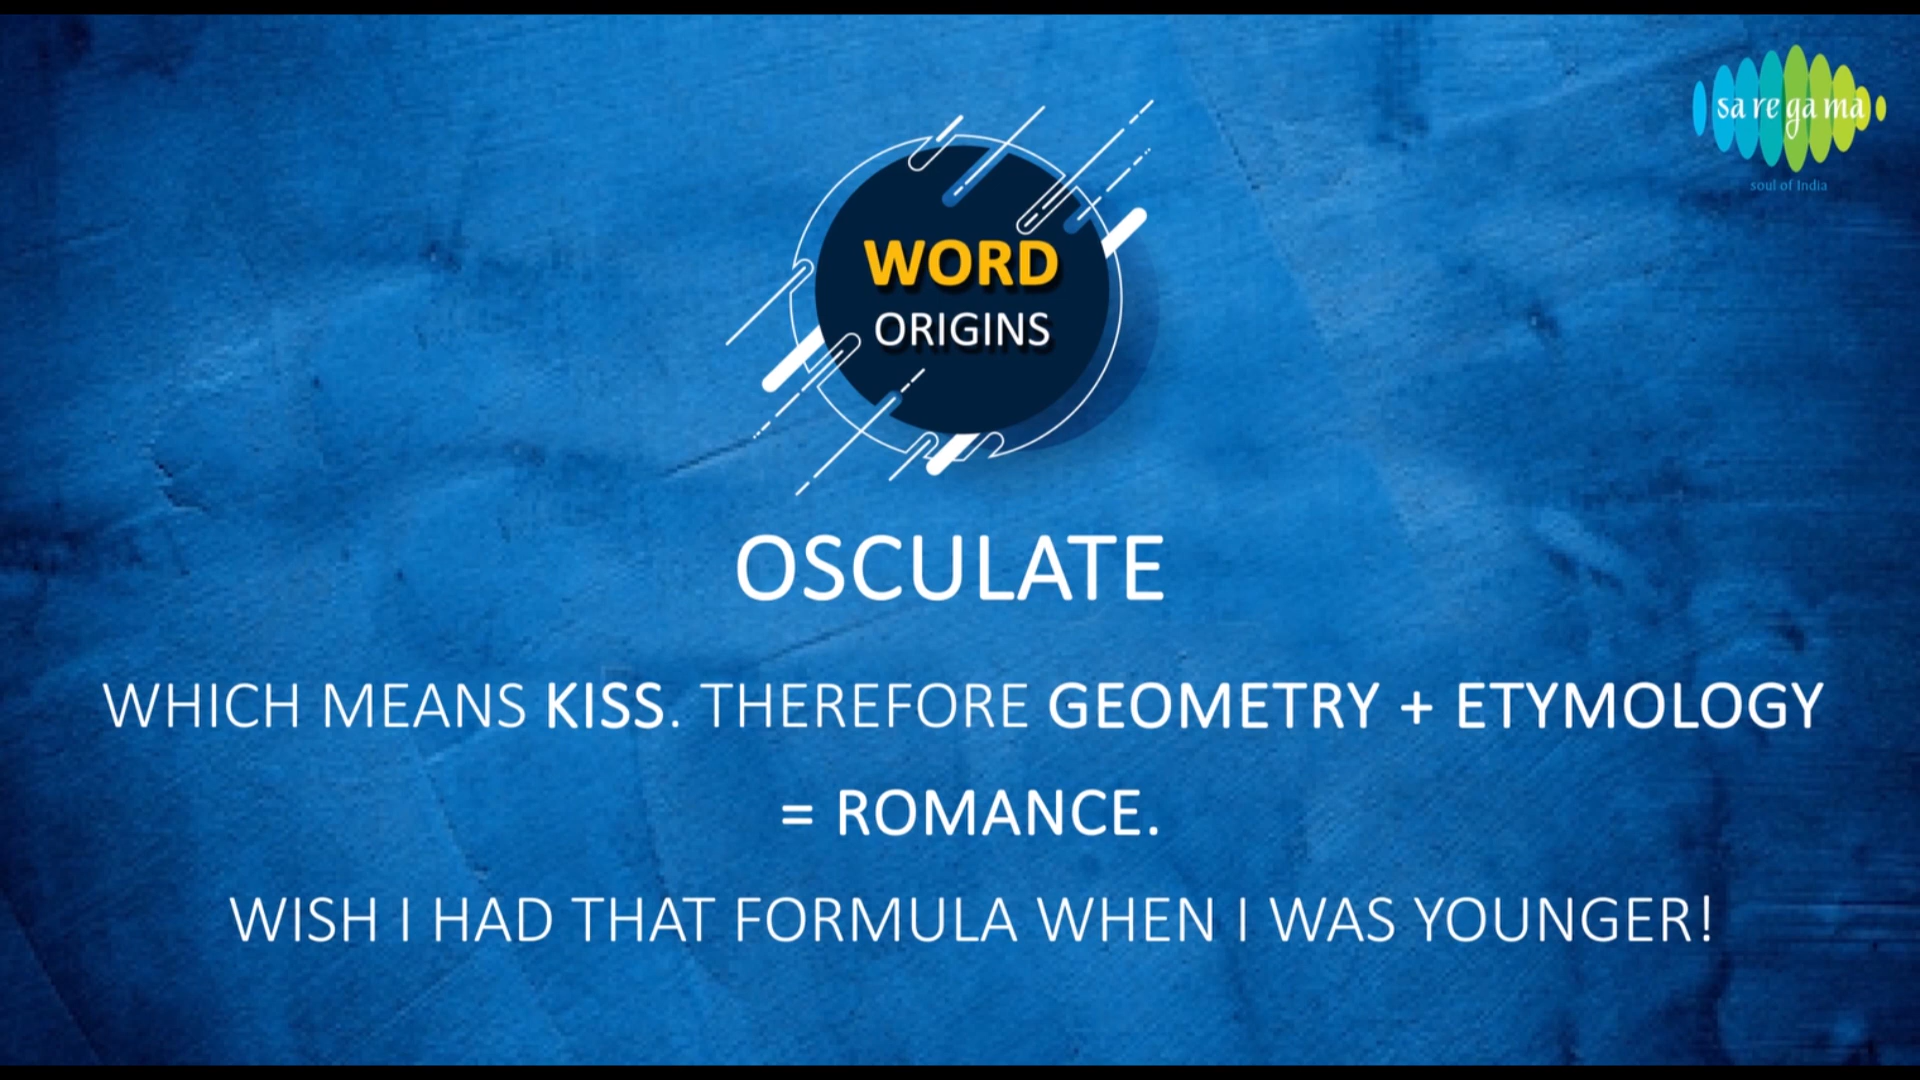 sa re ga ma
soul of India
WORD
ORIGINS
OSCULATE
WHICH MEANS KISS. THEREFORE GEOMETRY + ETYMOLOGY
= ROMANCE.
WISH I HAD THAT FORMULA WHEN I WAS YOUNGER!